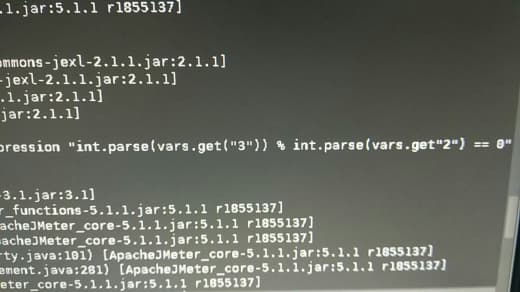 .1.jar:5.1.1 r1855137]
ommons-jexl-2.1.1.jar:2.1.1]
-jexl-2.1.1.jar:2.1.1]
.1.jar:2.1.1]
jar:2.1.1]
pression "int.parse(vars.get("3")) % int.parse(vars.get"2") == 0"
-3.1.jar:3.1]
r_functions-5.1.1.jar:5.1.1 r1855137]
pacheJMeter_core-5.1.1.jar:5.1.1 r1855137]
pacheJMeter_core-5.1.1.jar:5.1.1 r1855137]
rty.java:101) [ApacheJMeter_core-5.1.1.jar:5.1.1 r1855137]
ement.java:281) [ApacheJMeter_core-5.1.1.jar:5.1.1 r1855137]
meter_core-5.1.1.jar:5.1.1 r1855137]